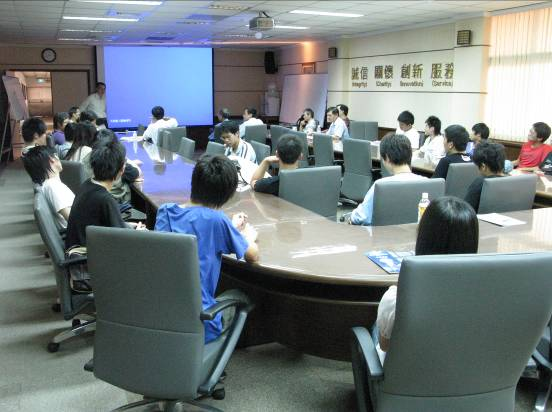 誠信 關懷 創新 服務
(Integrity) (Charity) (Innovation) (Service)